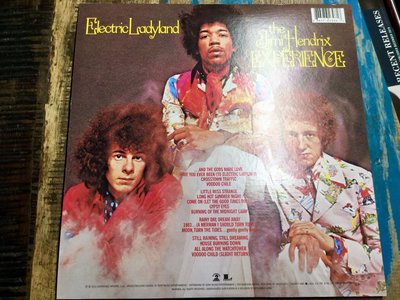 Electric Ladyland
the
Jimi Hendrix
EXPERIENCE
RECENT RELEASES
...AND THE GODS MADE LOVE
HAVE YOU EVER BEEN (TO ELECTRIC LADYLAND)
CROSSTOWN TRAFFIC
VOODOO CHILE
LITTLE MISS STRANGE
LONG HOT SUMMER NIGHT
COME ON (LET THE GOOD TIMES ROLL)
GYPSY EYES
BURNING OF THE MIDNIGHT LAMP
RAINY DAY, DREAM AWAY
1983... (A MERMAN I SHOULD TURN TO BE)
MOON, TURN THE TIDES ...gently gently away
STILL RAINING, STILL DREAMING
HOUSE BURNING DOWN
ALL ALONG THE WATCHTOWER
VOODOO CHILD (SLIGHT RETURN)